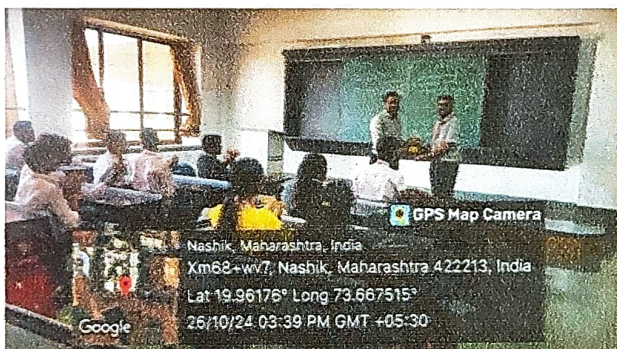 GPS Map Camera
Nashik, Maharashtra, India
Xm68+wv7, Nashik, Maharashtra 422213, India
Lat 19.96176° Long 73.667515°
26/10/24 03:39 PM GMT +05:30
Google